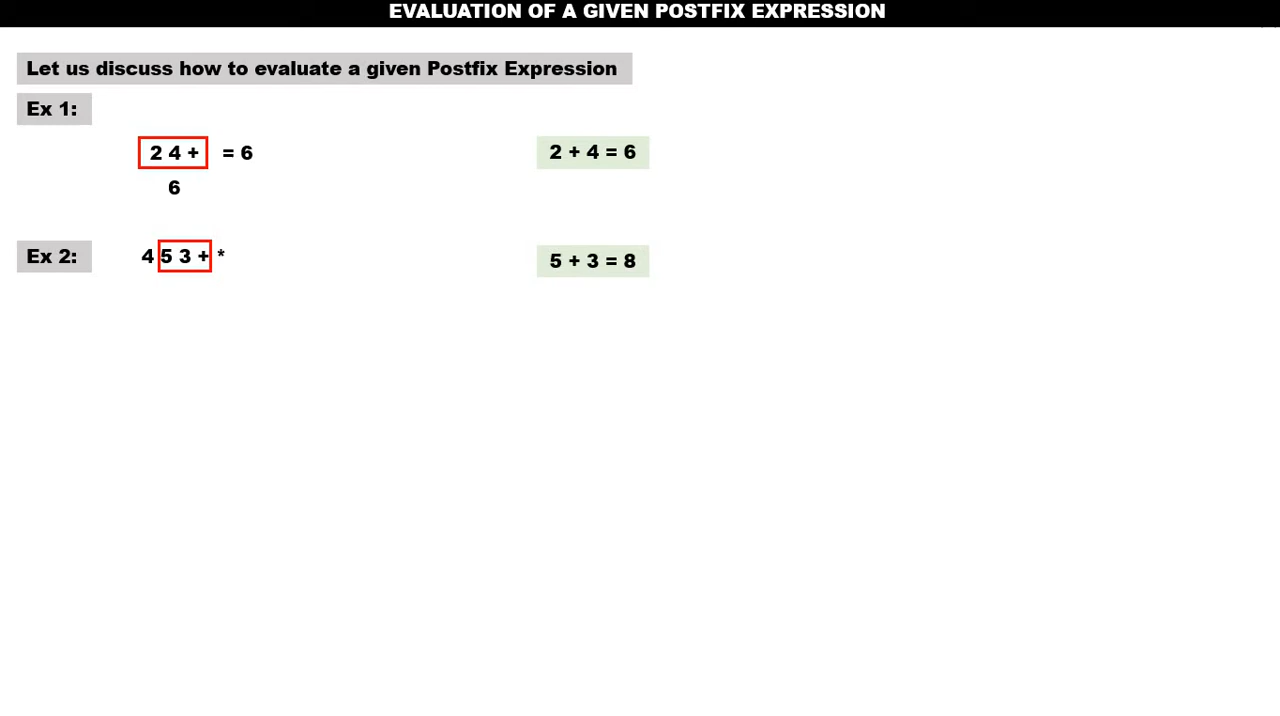 EVALUATION OF A GIVEN POSTFIX EXPRESSION
Let us discuss how to evaluate a given Postfix Expression
Ex 1:
2 4 + = 6
2 + 4 = 6
6
Ex 2:
4 5 3 + *
5 + 3 = 8